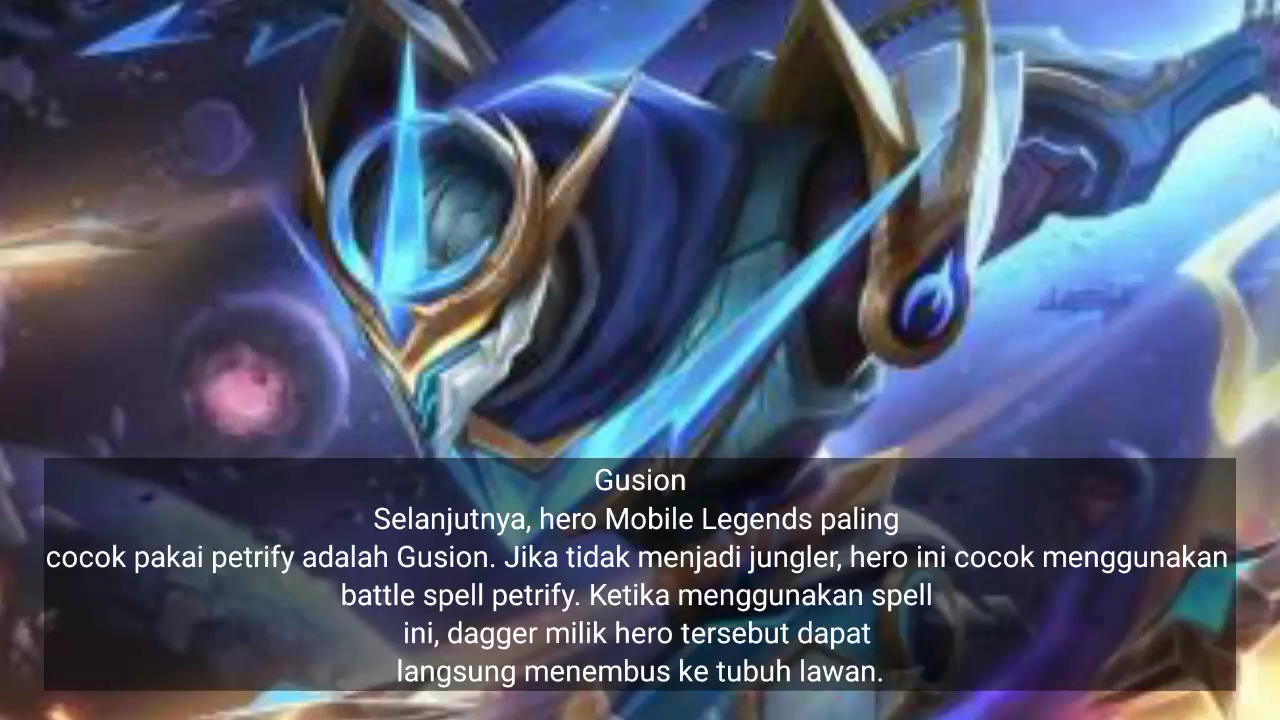 Gusion
Selanjutnya, hero Mobile Legends paling
cocok pakai petrify adalah Gusion. Jika tidak menjadi jungler, hero ini cocok menggunakan
battle spell petrify. Ketika menggunakan spell
ini, dagger milik hero tersebut dapat
langsung menembus ke tubuh lawan.